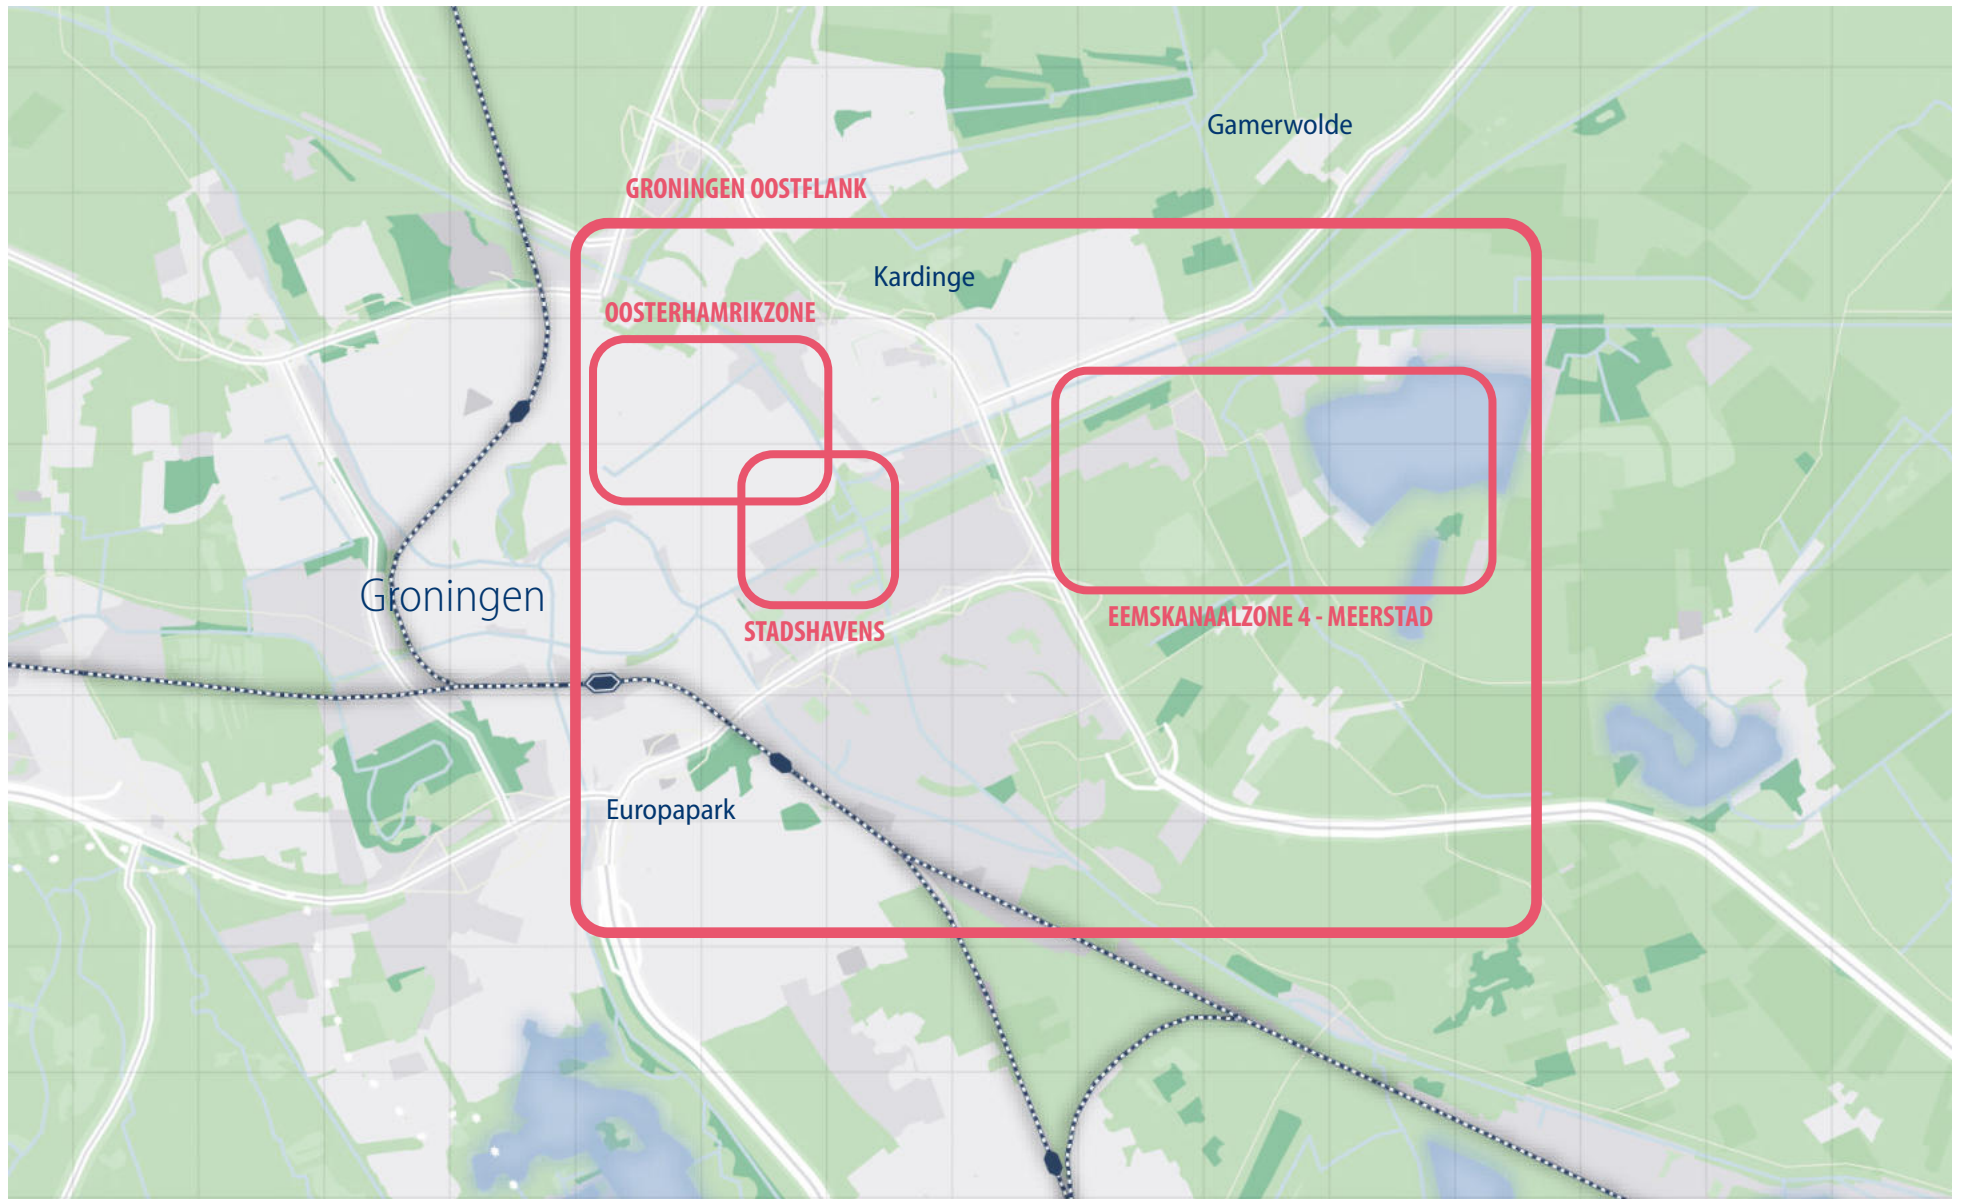 Gamerwolde
GRONINGEN OOSTFLANK
Kardinge
OOSTERHAMRIKZONE
Groningen
STADSHAVENS
EEMSKANAALZONE 4 - MEERSTAD
Europapark